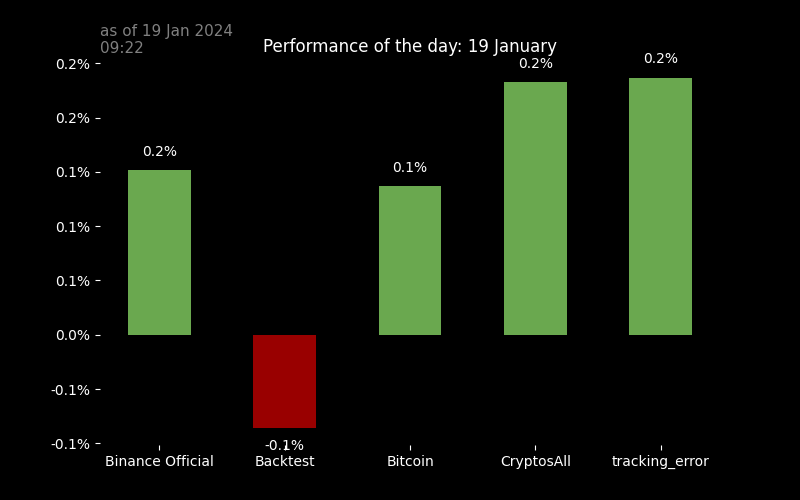 as of 19 Jan 2024
09:22
Performance of the day: 19 January
0.2%
0.2%
0.1%
0.1%
0.1%
0.0%
-0.1%
-0.1%
0.2%
-0.1%
0.1%
0.2%
0.2%
Binance Official
Backtest
Bitcoin
CryptosAll
tracking_error